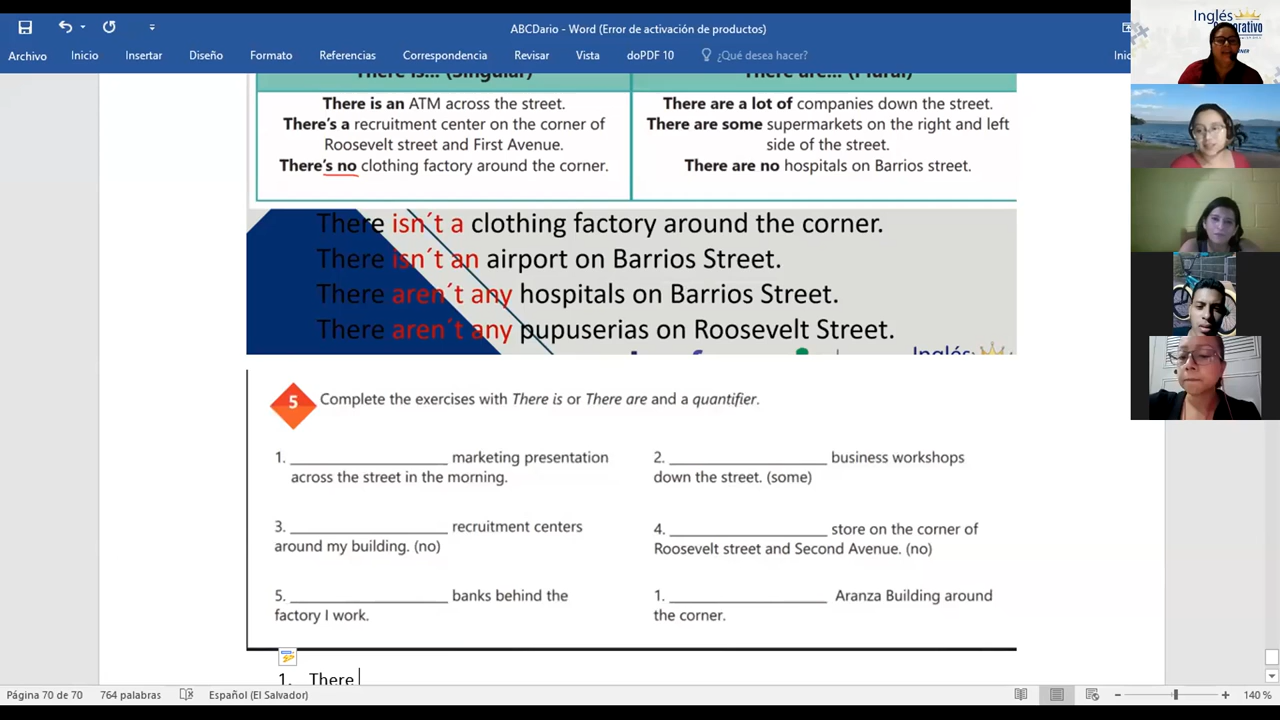 ABCDario - Word (Error de activación de productos)
Archivo Inicio Insertar Diseño Formato Referencias Correspondencia Revisar Vista doPDF 10 ¿Qué desea hacer? Inic
Inglés
There is... (Singular) There are... (Plural)
There is an ATM across the street.
There's a recruitment center on the corner of
Roosevelt street and First Avenue.
There's no clothing factory around the corner.
There are a lot of companies down the street.
There are some supermarkets on the right and left
side of the street.
There are no hospitals on Barrios street.
There isn´t a clothing factory around the corner.
There isn´t an airport on Barrios Street.
There aren´t any hospitals on Barrios Street.
There aren´t any pupuserias on Roosevelt Street.
Inglés
5 Complete the exercises with There is or There are and a quantifier.
1. ____________________ marketing presentation
across the street in the morning.
2. ____________________ business workshops
down the street. (some)
3. ____________________ recruitment centers
around my building. (no)
4. ____________________ store on the corner of
Roosevelt street and Second Avenue. (no)
5. ____________________ banks behind the
factory I work.
1. ____________________ Aranza Building around
the corner.
1. There
Página 70 de 70 764 palabras Español (El Salvador) 140 %